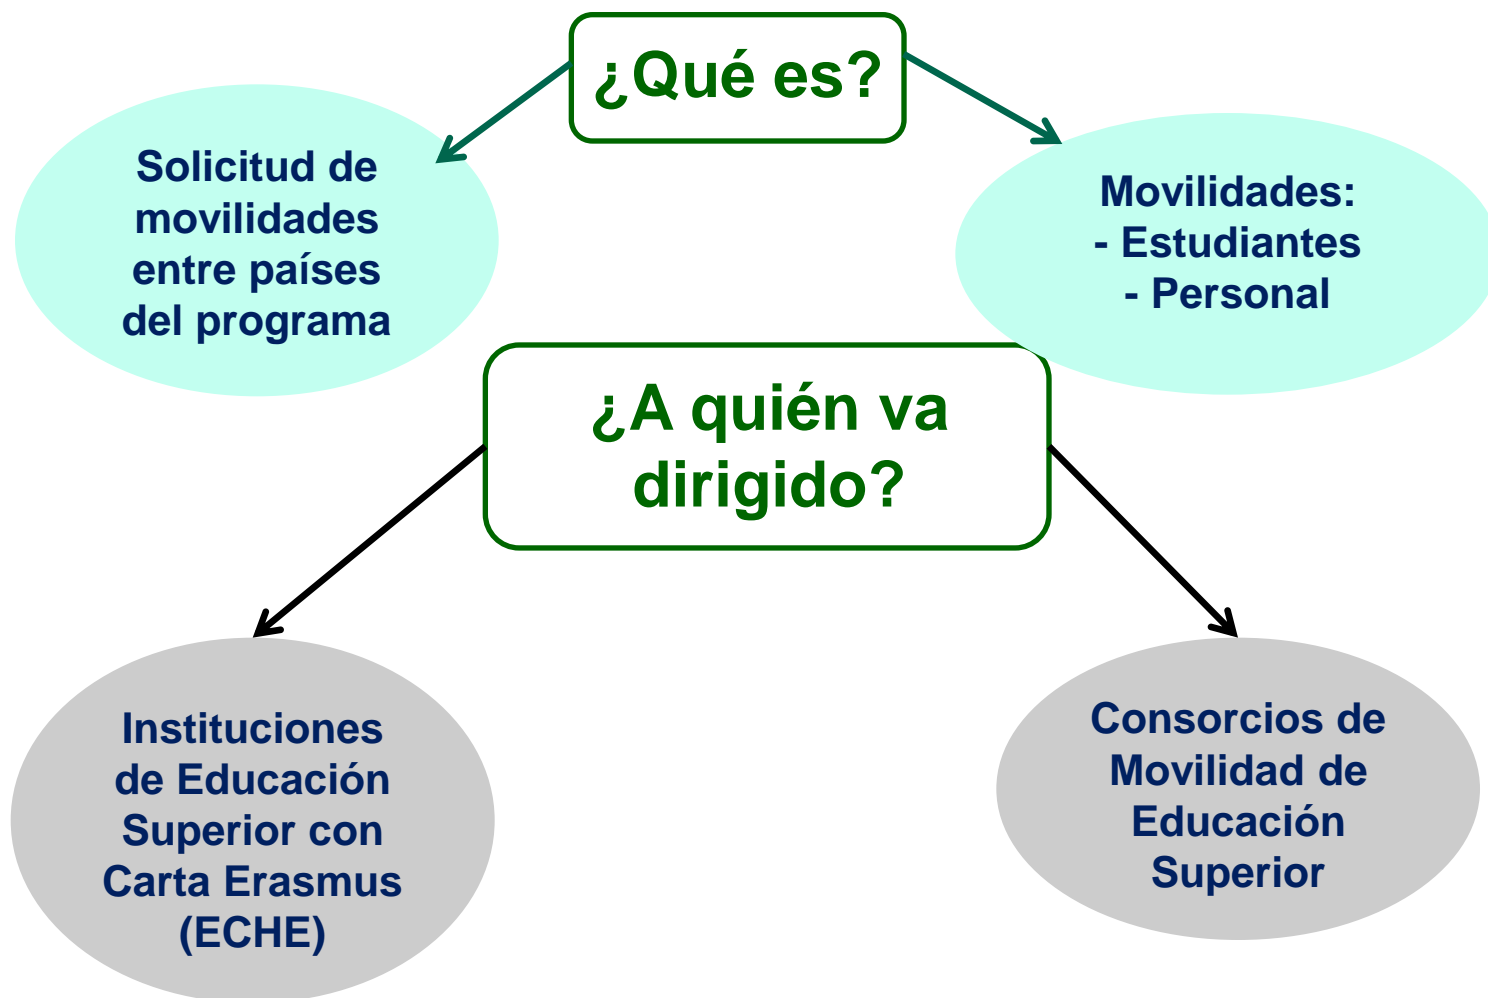 ¿Qué es?
Solicitud de
movilidades
entre países
del programa
Movilidades:
- Estudiantes
- Personal
¿A quién va
dirigido?
Instituciones
de Educación
Superior con
Carta Erasmus
(ECHE)
Consorcios de
Movilidad de
Educación
Superior